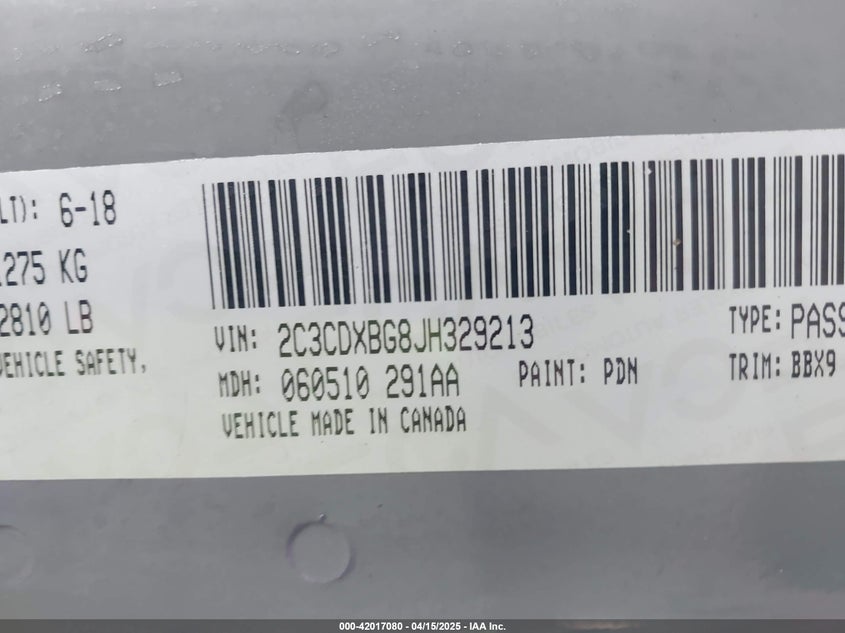 LT): 6-18
275 KG
2810 LB
VEHICLE SAFETY,
VIN: 2C3CDXBG8JH329213
TYPE: PASS
MDH: 060510 291AA
PAINT: PDN
TRIM: BBX9
VEHICLE MADE IN CANADA
000-42017080 - 04/15/2025 - IAA Inc.